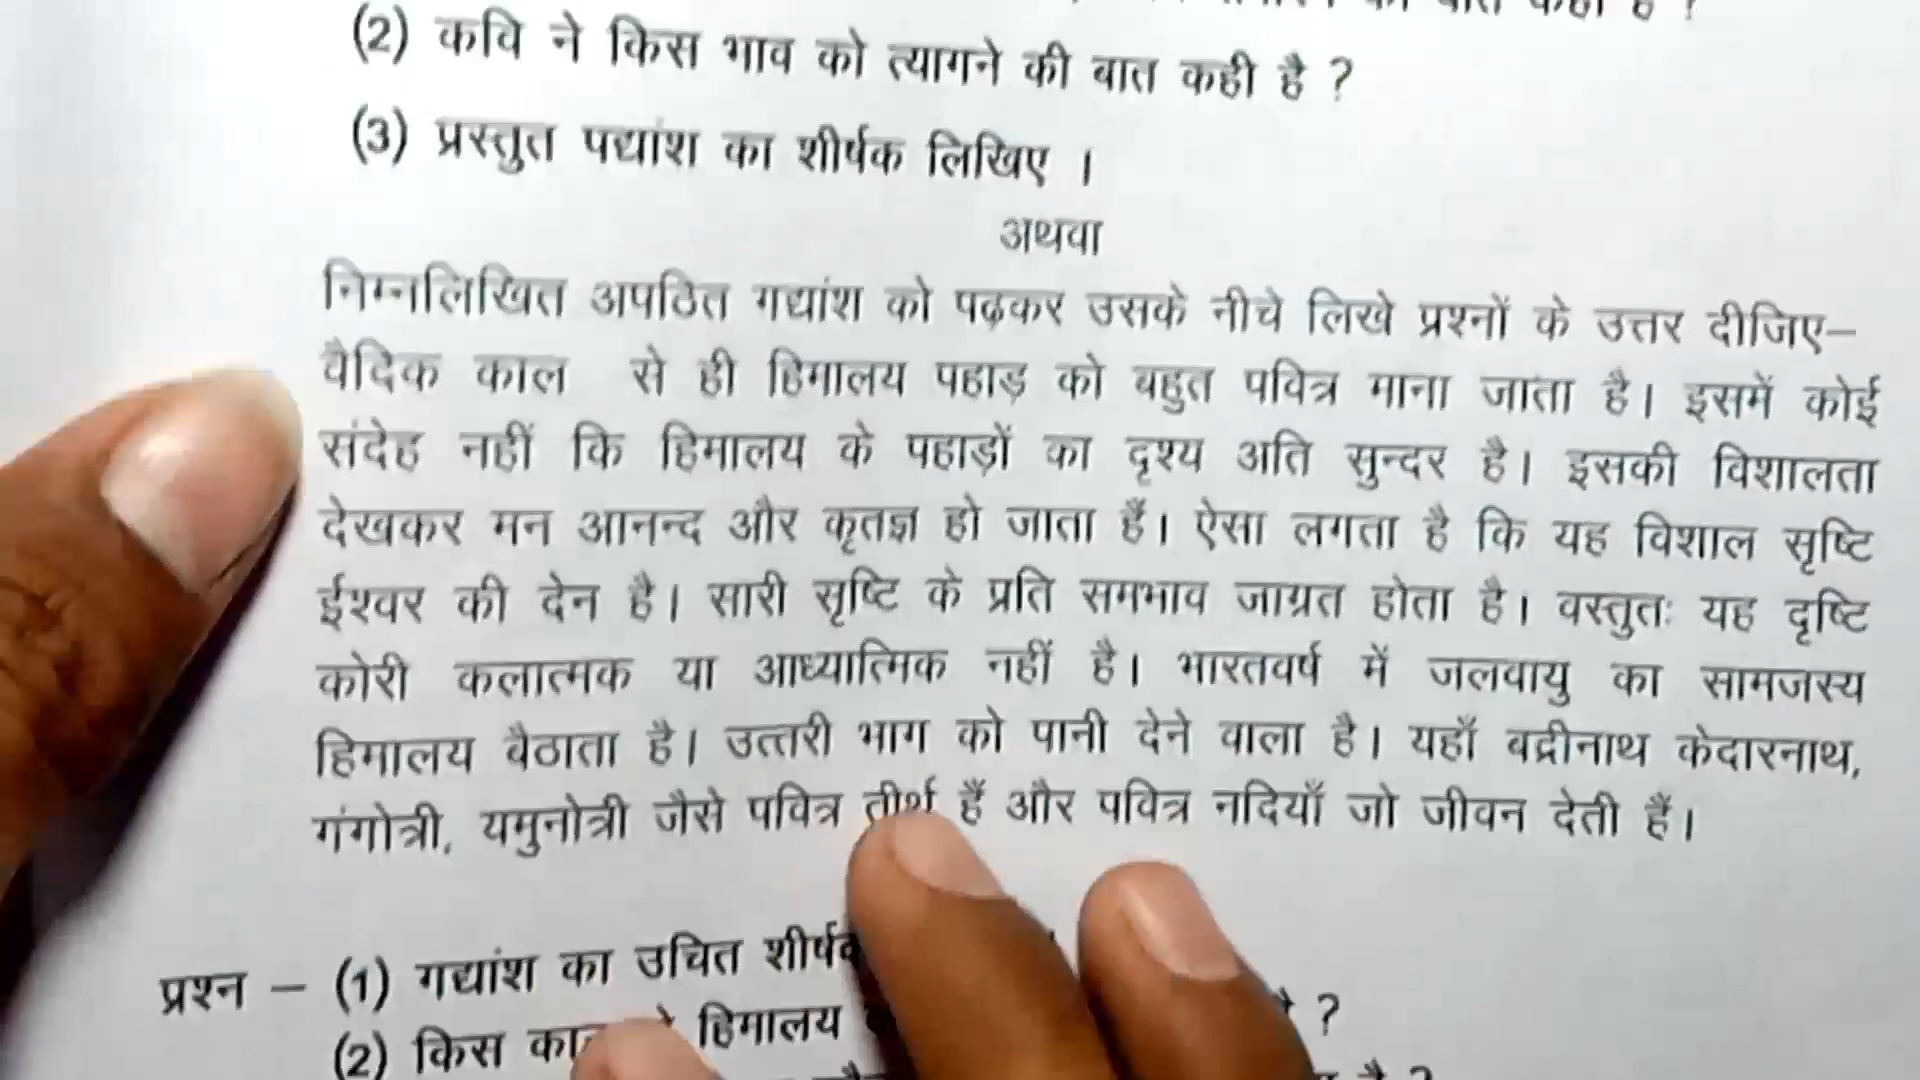 की बात कही है ?
(2) कवि ने किस भाव को त्यागने की बात कही है ?
(3) प्रस्तुत पद्यांश का शीर्षक लिखिए ।
अथवा
निम्नलिखित अपठित गद्यांश को पढ़कर उसके नीचे लिखे प्रश्नों के उत्तर दीजिए–
वैदिक काल से ही हिमालय पहाड़ को बहुत पवित्र माना जाता है। इसमें कोई
संदेह नहीं कि हिमालय के पहाड़ों का दृश्य अति सुन्दर है। इसकी विशालता
देखकर मन आनन्द और कृतज्ञ हो जाता हैं। ऐसा लगता है कि यह विशाल सृष्टि
ईश्वर की देन है। सारी सृष्टि के प्रति समभाव जाग्रत होता है। वस्तुतः यह दृष्टि
कोरी कलात्मक या आध्यात्मिक नहीं है। भारतवर्ष में जलवायु का सामजस्य
हिमालय बैठाता है। उत्तरी भाग को पानी देने वाला है। यहाँ बद्रीनाथ केदारनाथ,
गंगोत्री, यमुनोत्री जैसे पवित्र तीर्थ हैं और पवित्र नदियाँ जो जीवन देती हैं।
प्रश्न – (1) गद्यांश का उचित शीर्षक
(2) किस हिमालय ?
है ?